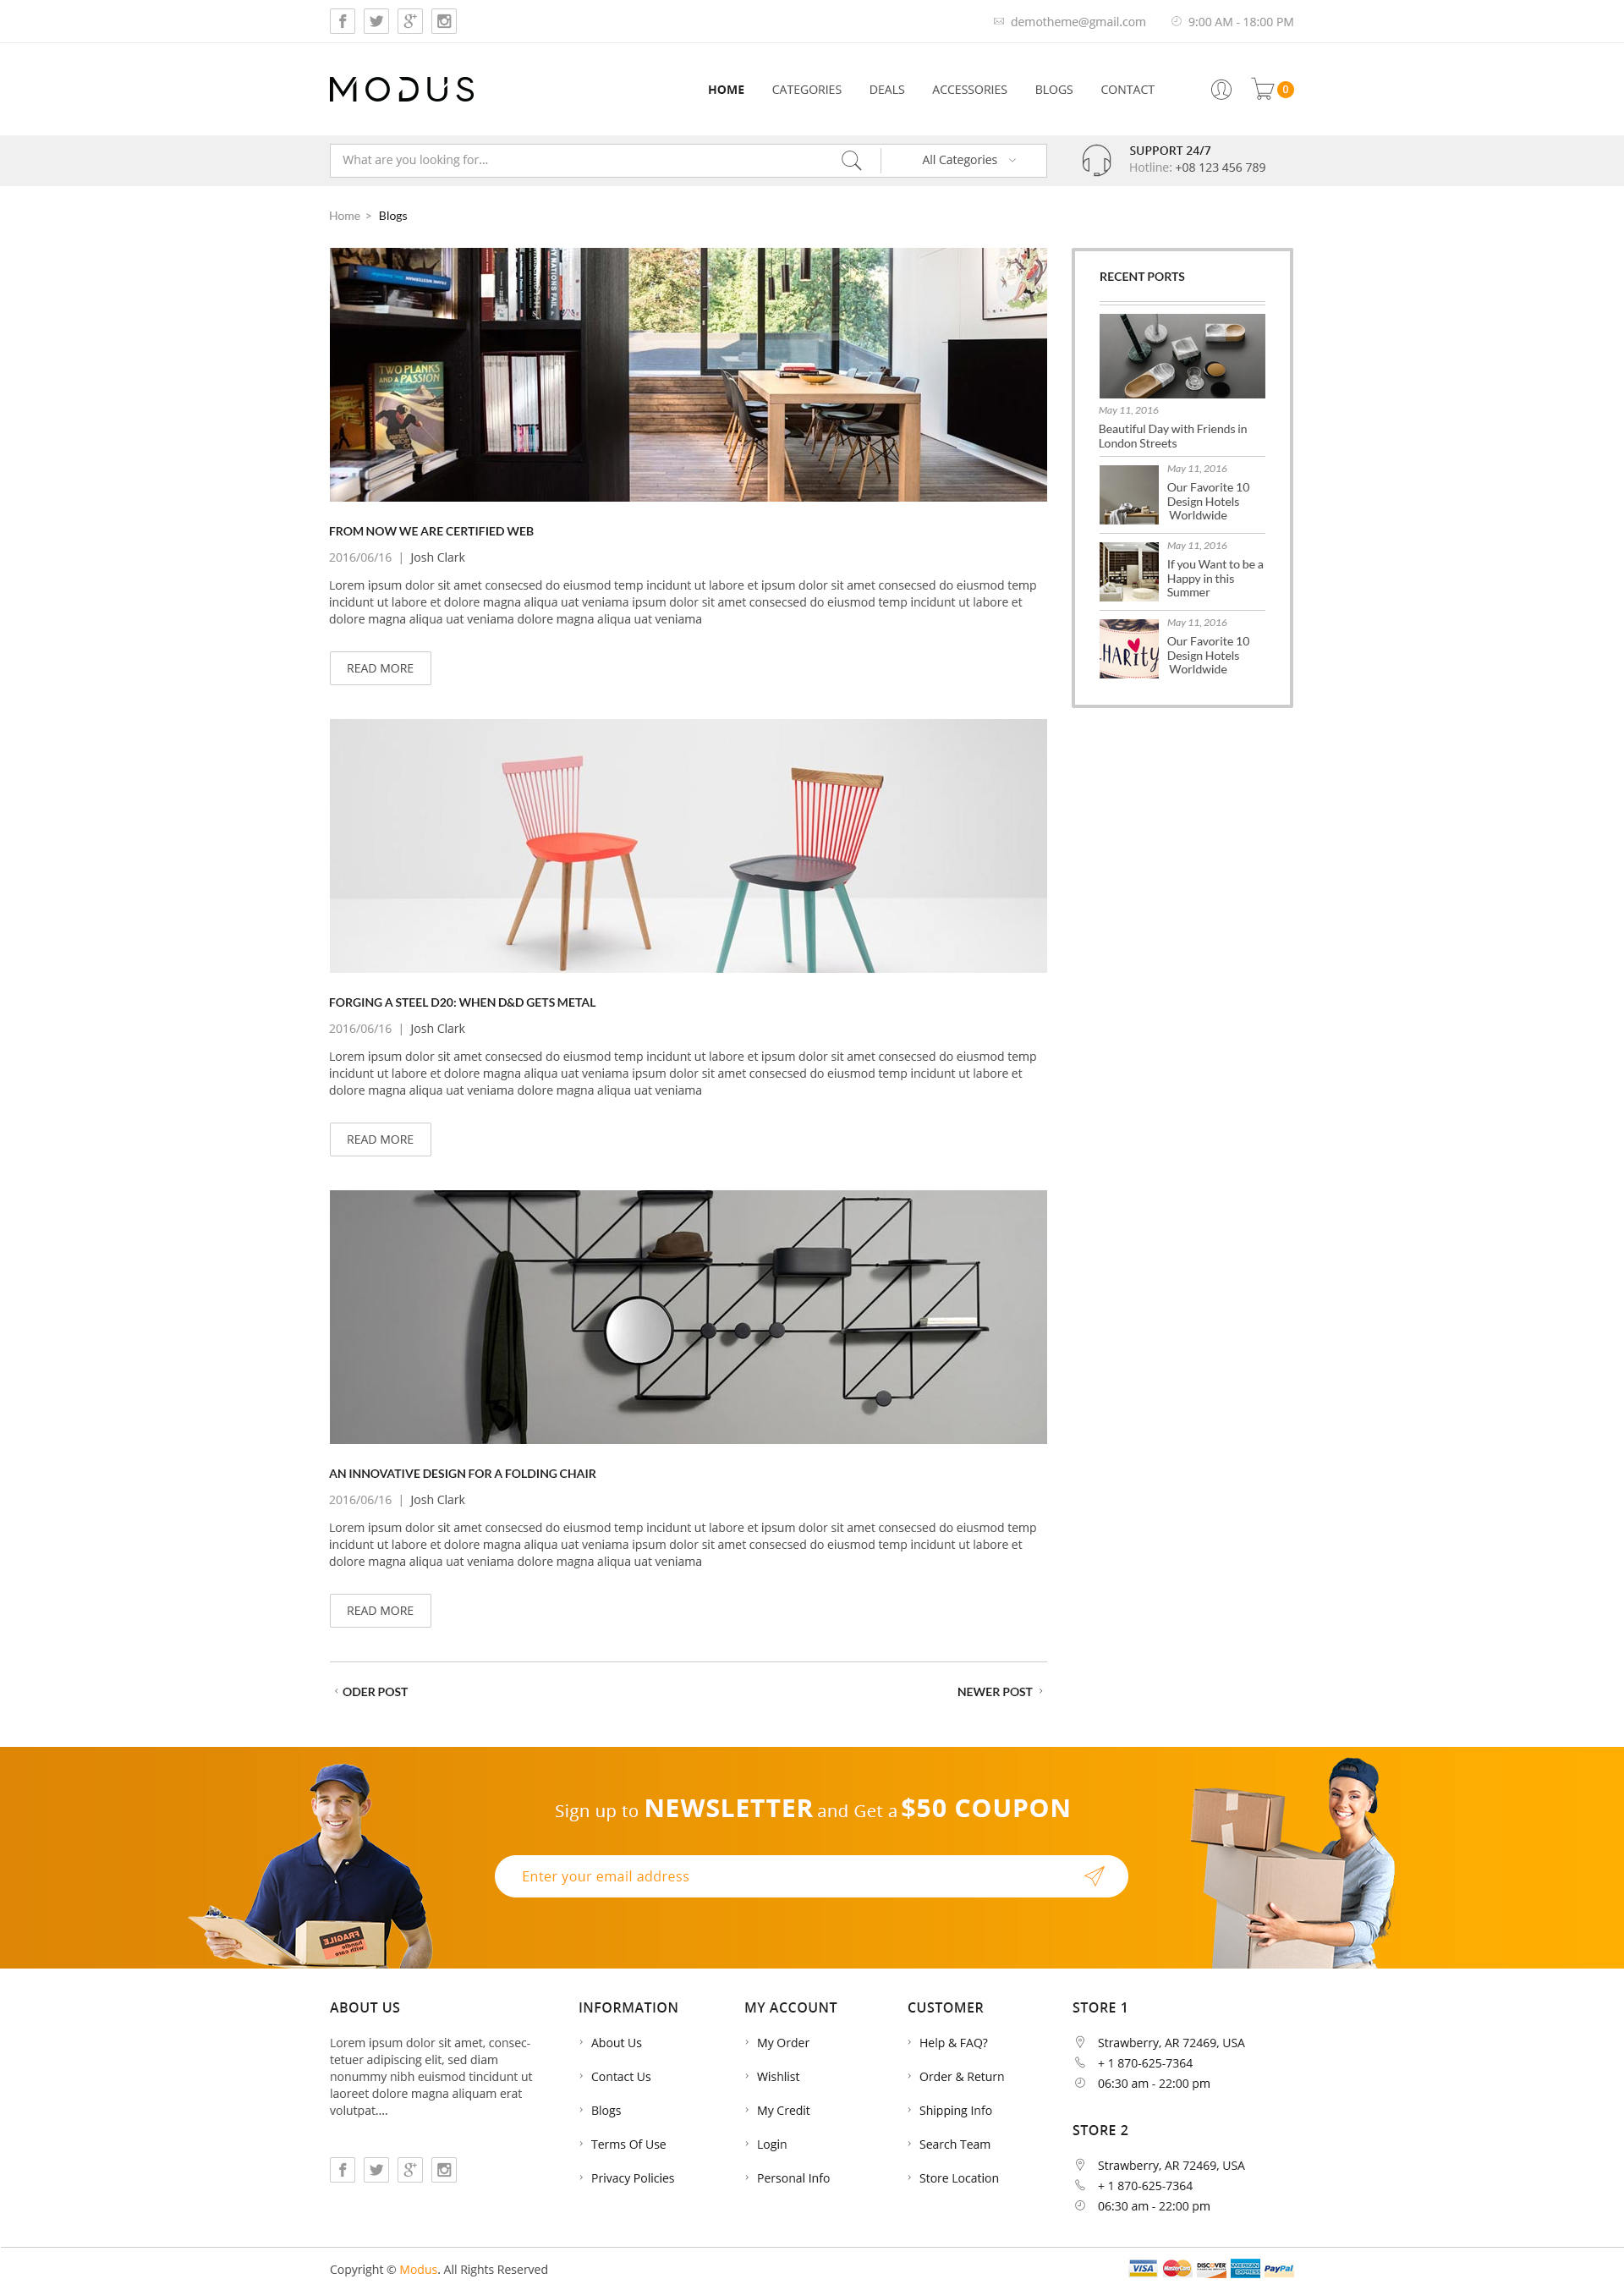 demotheme@gmail.com
9:00 AM - 18:00 PM
MODUS
HOME
CATEGORIES
DEALS
ACCESSORIES
BLOGS
CONTACT
0
What are you looking for...
All Categories
SUPPORT 24/7
Hotline: +08 123 456 789
Home > Blogs
TWO PLANKS
AND A PASSION
FROM NOW WE ARE CERTIFIED WEB
2016/06/16 | Josh Clark
Lorem ipsum dolor sit amet consecsed do eiusmod temp incidunt ut labore et ipsum dolor sit amet consecsed do eiusmod temp
incidunt ut labore et dolore magna aliqua uat veniama ipsum dolor sit amet consecsed do eiusmod temp incidunt ut labore et
dolore magna aliqua uat veniama dolore magna aliqua uat veniama
READ MORE
FORGING A STEEL D20: WHEN D&D GETS METAL
2016/06/16 | Josh Clark
Lorem ipsum dolor sit amet consecsed do eiusmod temp incidunt ut labore et ipsum dolor sit amet consecsed do eiusmod temp
incidunt ut labore et dolore magna aliqua uat veniama ipsum dolor sit amet consecsed do eiusmod temp incidunt ut labore et
dolore magna aliqua uat veniama dolore magna aliqua uat veniama
READ MORE
AN INNOVATIVE DESIGN FOR A FOLDING CHAIR
2016/06/16 | Josh Clark
Lorem ipsum dolor sit amet consecsed do eiusmod temp incidunt ut labore et ipsum dolor sit amet consecsed do eiusmod temp
incidunt ut labore et dolore magna aliqua uat veniama ipsum dolor sit amet consecsed do eiusmod temp incidunt ut labore et
dolore magna aliqua uat veniama dolore magna aliqua uat veniama
READ MORE
ODER POST
NEWER POST
RECENT PORTS
May 11, 2016
Beautiful Day with Friends in
London Streets
May 11, 2016
Our Favorite 10
Design Hotels
Worldwide
May 11, 2016
If you Want to be a
Happy in this
Summer
CHARITY
May 11, 2016
Our Favorite 10
Design Hotels
Worldwide
Sign up to NEWSLETTER and Get a $50 COUPON
Enter your email address
FRAGILE
handle
with care
ABOUT US
Lorem ipsum dolor sit amet, consec-
tetuer adipiscing elit, sed diam
nonummy nibh euismod tincidunt ut
laoreet dolore magna aliquam erat
volutpat....
INFORMATION
About Us
Contact Us
Blogs
Terms Of Use
Privacy Policies
MY ACCOUNT
My Order
Wishlist
My Credit
Login
Personal Info
CUSTOMER
Help & FAQ?
Order & Return
Shipping Info
Search Team
Store Location
STORE 1
Strawberry, AR 72469, USA
+ 1 870-625-7364
06:30 am - 22:00 pm
STORE 2
Strawberry, AR 72469, USA
+ 1 870-625-7364
06:30 am - 22:00 pm
Copyright © Modus. All Rights Reserved
VISA
MasterCard
DISCOVER
AMERICAN EXPRESS
PayPal